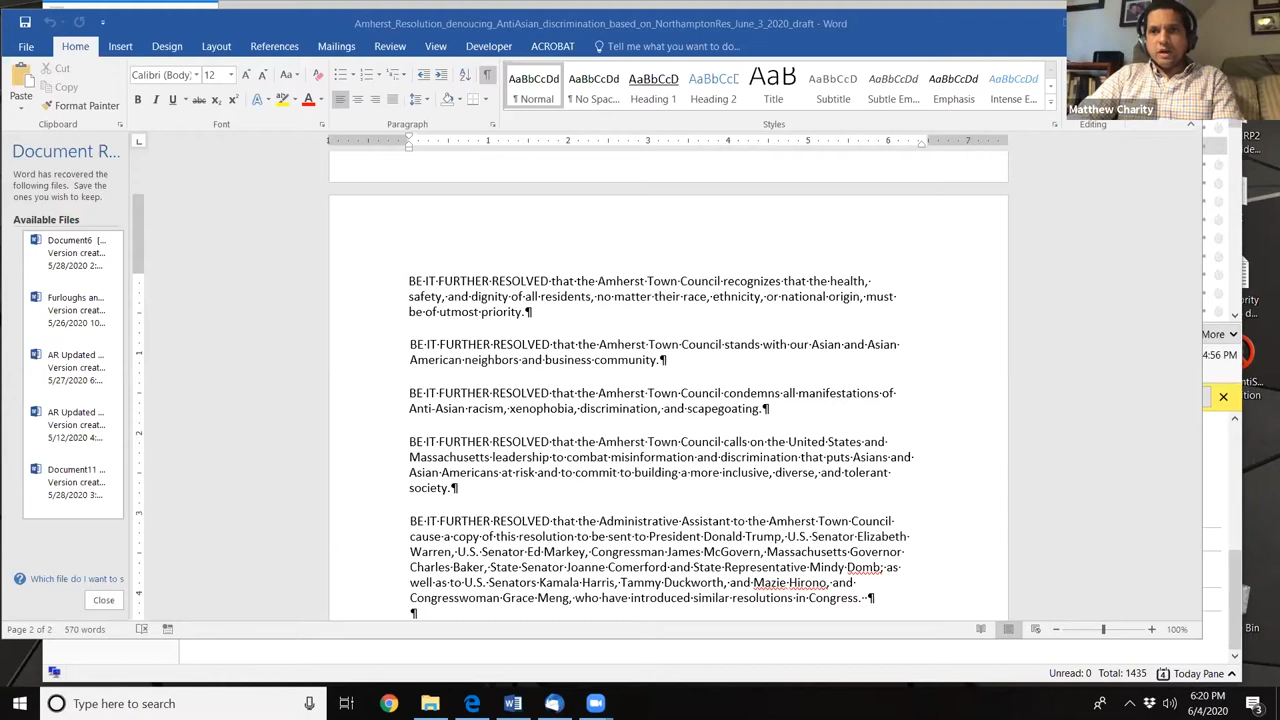 Amherst_Resolution_denoucing_AntiAsian_discrimination_based_on_NorthamptonRes_June_3_2020_draft - Word
File Home Insert Design Layout References Mailings Review View Developer ACROBAT Tell me what you want to do...
Cut
Copy
Format Painter
Paste
Calibri (Body) 12
AaBbCcDd AaBbCcDd AaBbCcD AaBbCcC AaB AaBbCcD AaBbCcDd AaBbCcDd AaBbCcDd
¶ Normal ¶ No Spac... Heading 1 Heading 2 Title Subtitle Subtle Em... Emphasis Intense E...
Clipboard Font Paragraph Styles Editing
Matthew Charity
Document R...
Word has recovered the
following files. Save the
ones you wish to keep.
Available Files
Document6 [...
Version creat...
5/28/2020 2:...
Furloughs an...
Version creat...
5/26/2020 10...
AR Updated ...
Version creat...
5/27/2020 6:...
AR Updated ...
Version creat...
5/12/2020 4:...
Document11 ...
Version creat...
5/28/2020 3:...
Which do I want to save?
Close
BE IT FURTHER RESOLVED that the Amherst Town Council recognizes that the health,
safety, and dignity of all residents, no matter their race, ethnicity, or national origin, must
be of utmost priority.¶
BE IT FURTHER RESOLVED that the Amherst Town Council stands with our Asian and Asian
American neighbors and business community.¶
BE IT FURTHER RESOLVED that the Amherst Town Council condemns all manifestations of
Anti-Asian racism, xenophobia, discrimination, and scapegoating.¶
BE IT FURTHER RESOLVED that the Amherst Town Council calls on the United States and
Massachusetts leadership to combat misinformation and discrimination that puts Asians and
Asian Americans at risk and to commit to building a more inclusive, diverse, and tolerant
society.¶
BE IT FURTHER RESOLVED that the Administrative Assistant to the Amherst Town Council
cause a copy of this resolution to be sent to President Donald Trump, U.S. Senator Elizabeth
Warren, U.S. Senator Ed Markey, Congressman James McGovern, Massachusetts Governor
Charles Baker, State Senator Joanne Comerford and State Representative Mindy Domb; as
well as to U.S. Senators Kamala Harris, Tammy Duckworth, and Mazie Hirono, and
Congresswoman Grace Meng, who have introduced similar resolutions in Congress. ¶
¶
More
4:56 PM
Bin
Page 2 of 2 570 words
100%
Unread: 0 Total: 1435 Today Pane
Type here to search
6:20 PM
6/4/2020
3